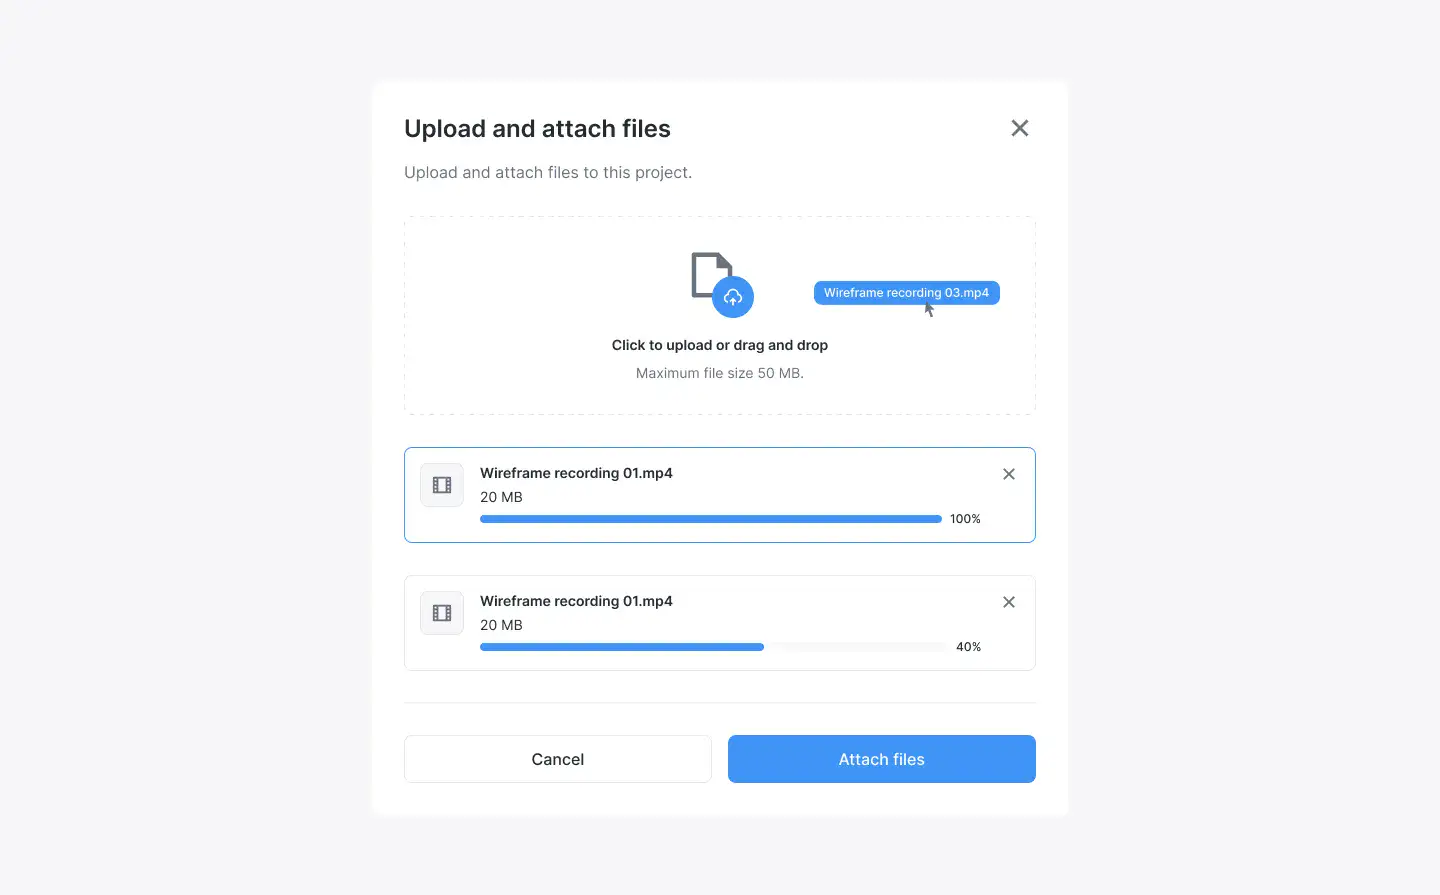 Upload and attach files
Upload and attach files to this project.
Wireframe recording 03.mp4
Click to upload or drag and drop
Maximum file size 50 MB.
Wireframe recording 01.mp4
20 MB
100%
Wireframe recording 01.mp4
20 MB
40%
Cancel
Attach files